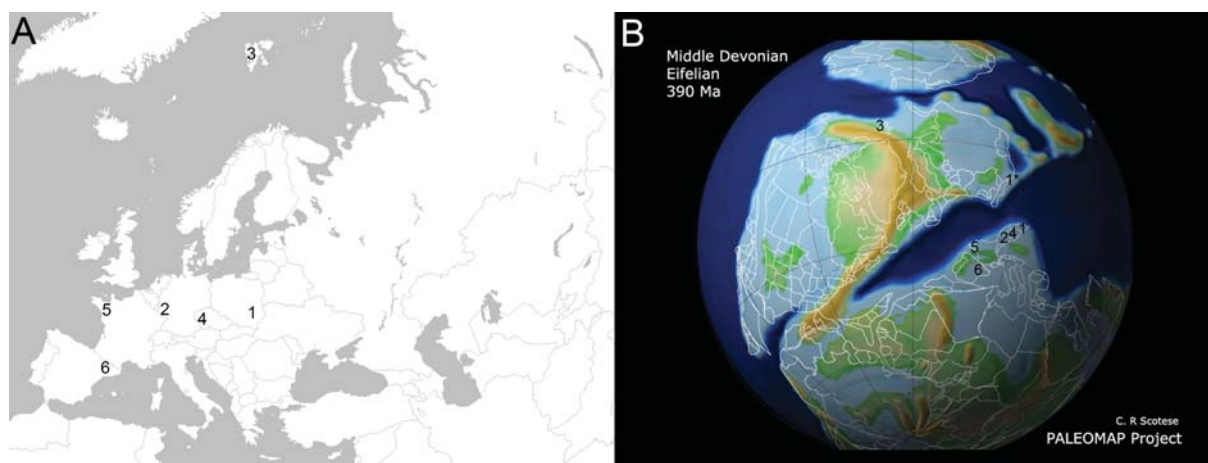 A
3
5
2
4
1
6
B
Middle Devonian
Eifelian
390 Ma
3
1*
5
2 4 1
6
C. R Scotese
PALEOMAP Project